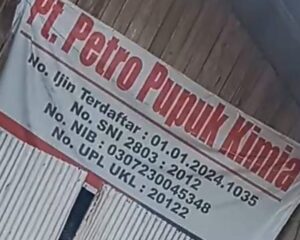 Pt. Petro Pupuk Kimia
No. Ijin Terdaftar : 01.01.2024.1035
No. SNI 2803 : 2012
No. NIB : 0307230045348
No. UPL UKL : 20122